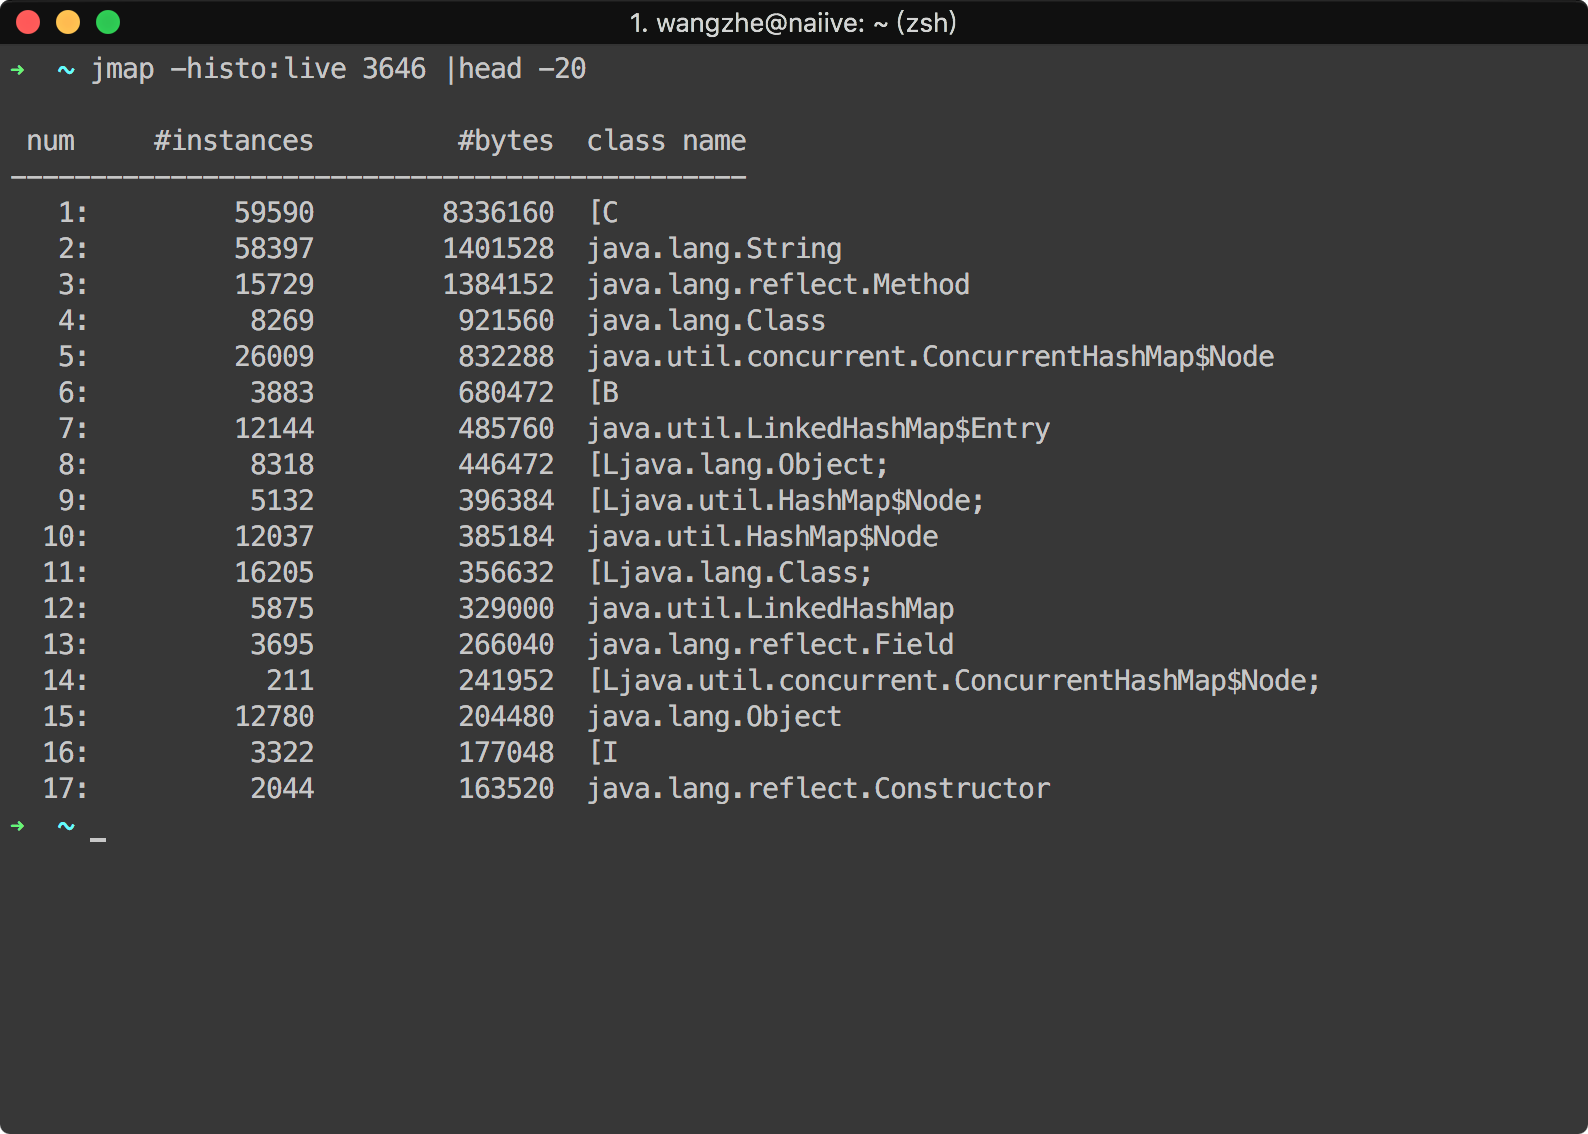 1. wangzhe@naiive: ~ (zsh)
➜  ~ jmap -histo:live 3646 |head -20
 num     #instances         #bytes  class name
----------------------------------------------
   1:         59590        8336160  [C
   2:         58397        1401528  java.lang.String
   3:         15729        1384152  java.lang.reflect.Method
   4:          8269         921560  java.lang.Class
   5:         26009         832288  java.util.concurrent.ConcurrentHashMap$Node
   6:          3883         680472  [B
   7:         12144         485760  java.util.LinkedHashMap$Entry
   8:          8318         446472  [Ljava.lang.Object;
   9:          5132         396384  [Ljava.util.HashMap$Node;
  10:         12037         385184  java.util.HashMap$Node
  11:         16205         356632  [Ljava.lang.Class;
  12:          5875         329000  java.util.LinkedHashMap
  13:          3695         266040  java.lang.reflect.Field
  14:           211         241952  [Ljava.util.concurrent.ConcurrentHashMap$Node;
  15:         12780         204480  java.lang.Object
  16:          3322         177048  [I
  17:          2044         163520  java.lang.reflect.Constructor
➜  ~ _